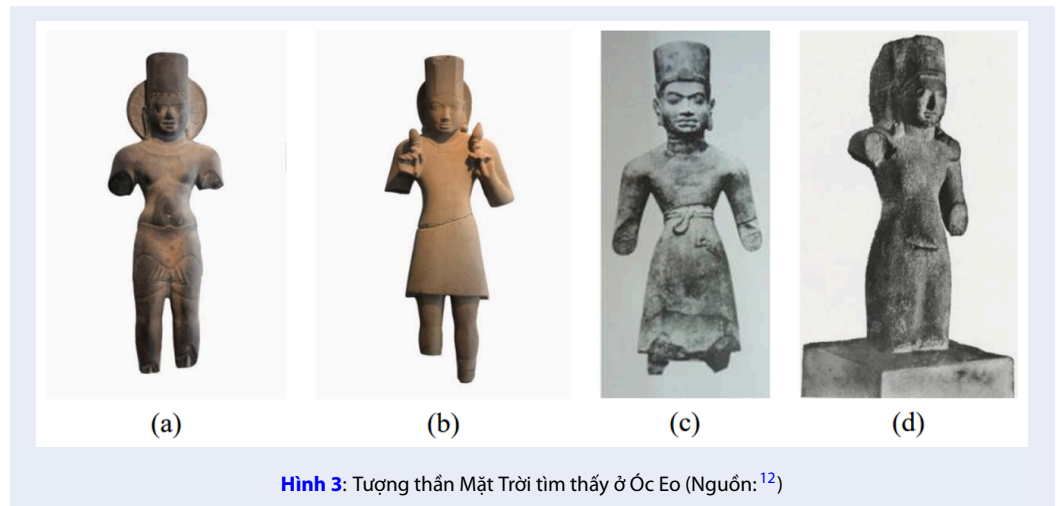 (a) (b) (c) (d)
Hình 3: Tượng thần Mặt Trời tìm thấy ở Óc Eo (Nguồn: 12)